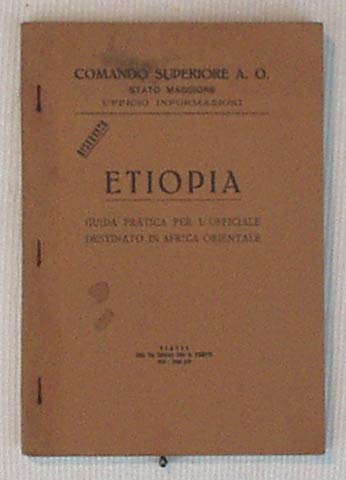 COMANDO SUPERIORE A. O.
STATO MAGGIORE
UFFICIO INFORMAZIONI
ETIOPIA
GUIDA PRATICA PER L'UFFICIALE
DESTINATO IN AFRICA ORIENTALE